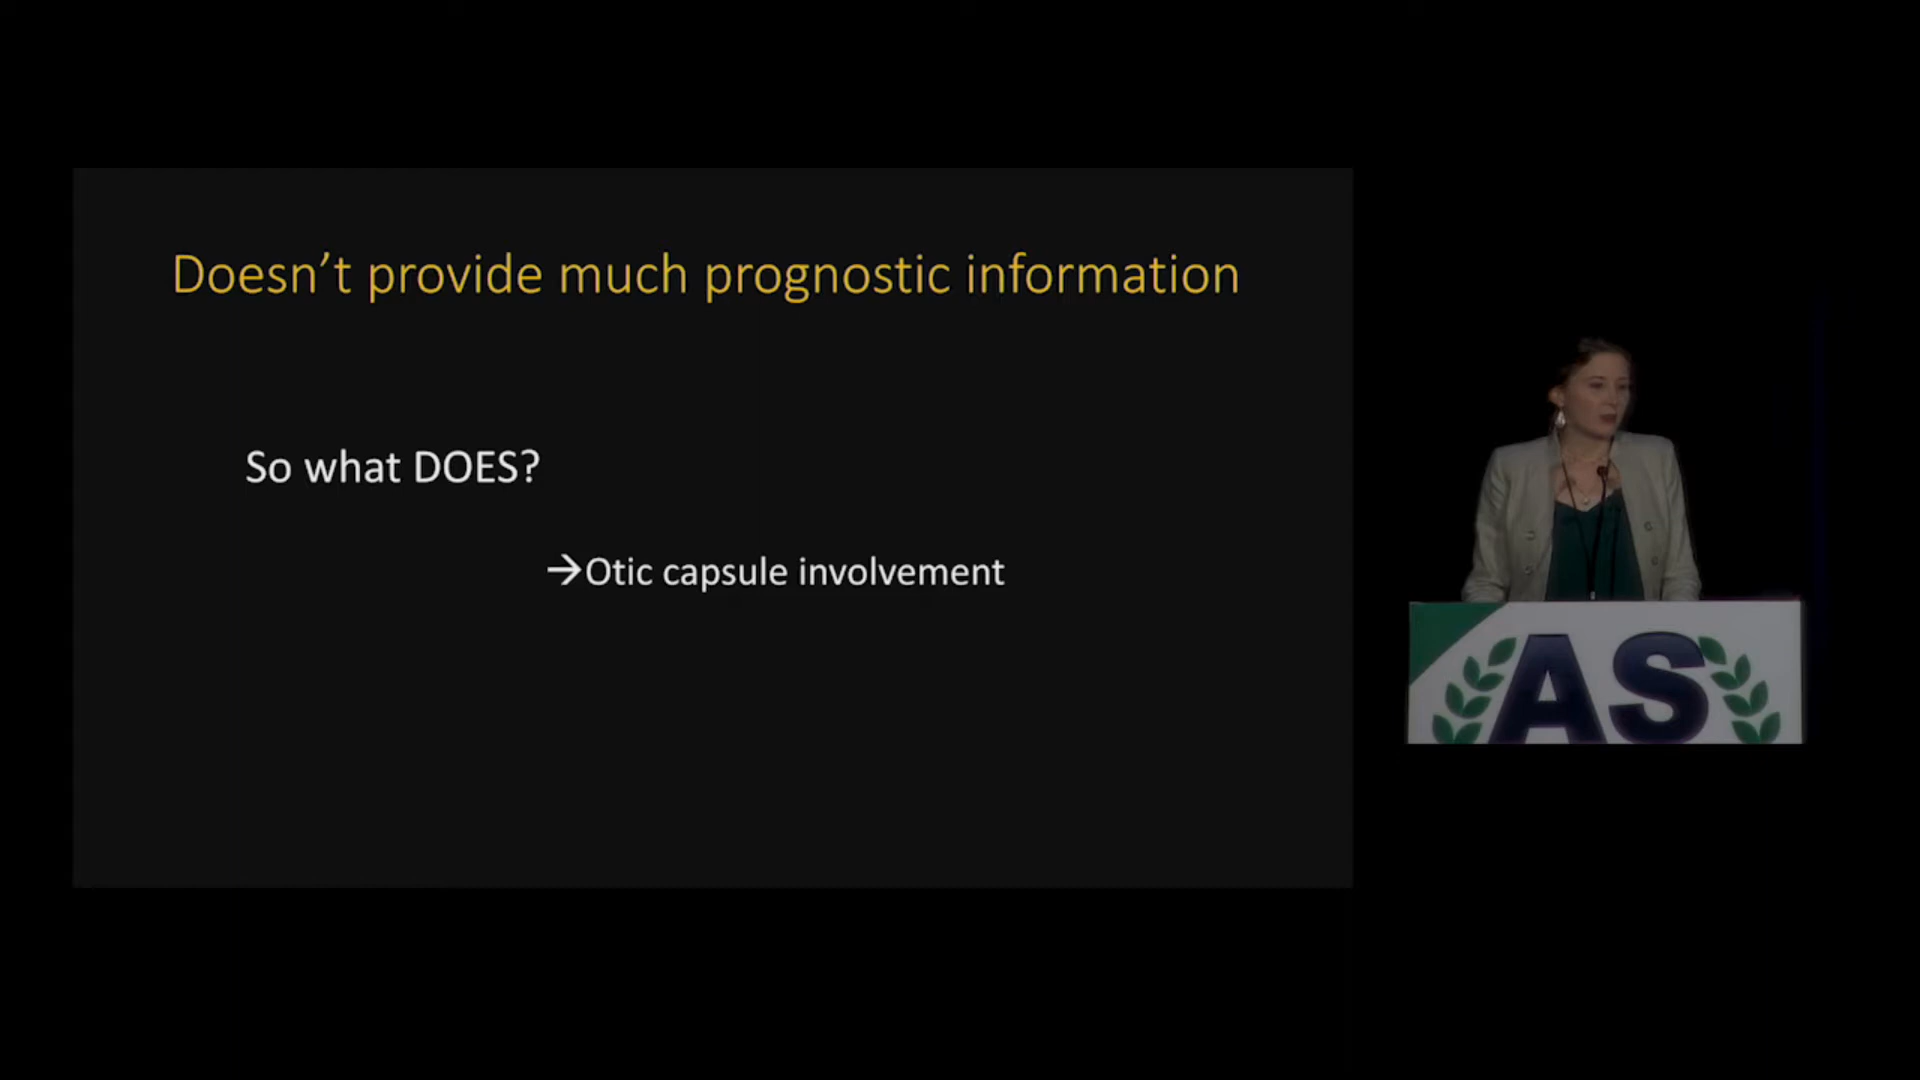 Doesn’t provide much prognostic information
So what DOES?
→Otic capsule involvement
AS